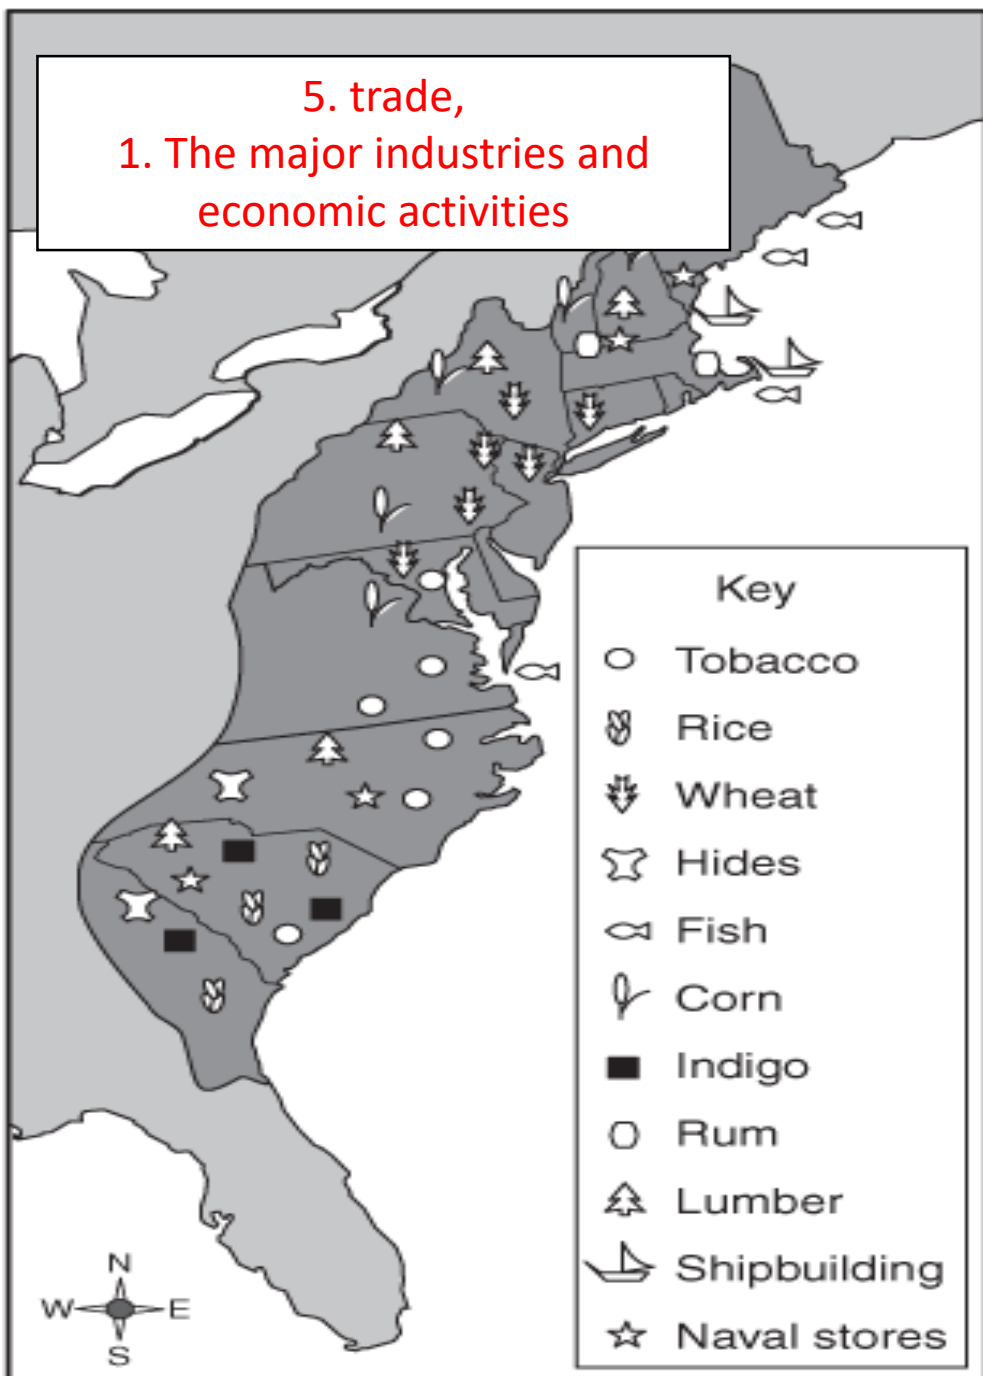 5. trade,
1. The major industries and
economic activities
Key
Tobacco
Rice
Wheat
Hides
Fish
Corn
Indigo
Rum
Lumber
Shipbuilding
Naval stores
N
W E
S